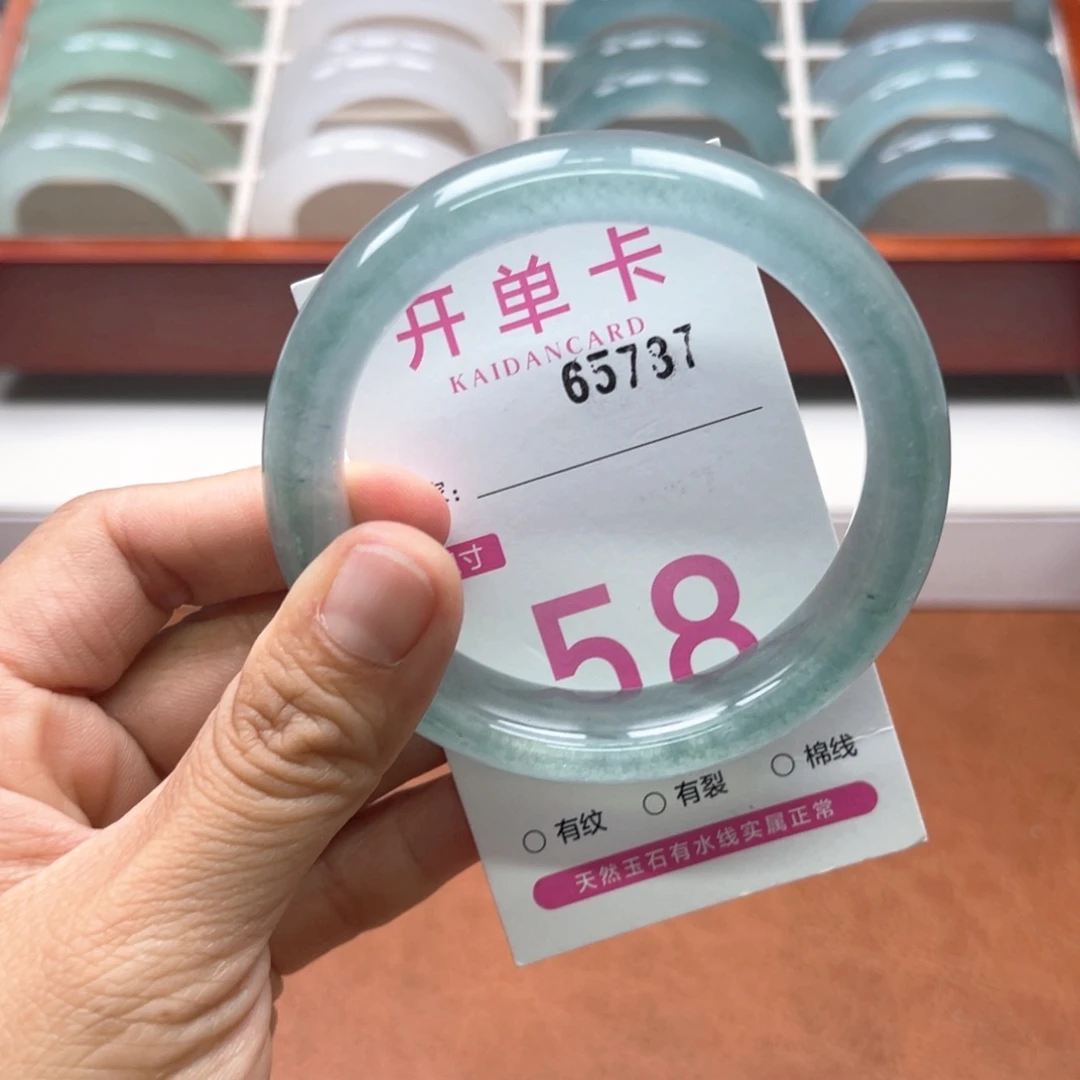 开单卡
KAIDANCARD
65737
:
寸
58
○ 有纹 ○ 有裂 ○ 棉线
天然玉石有水线实属正常